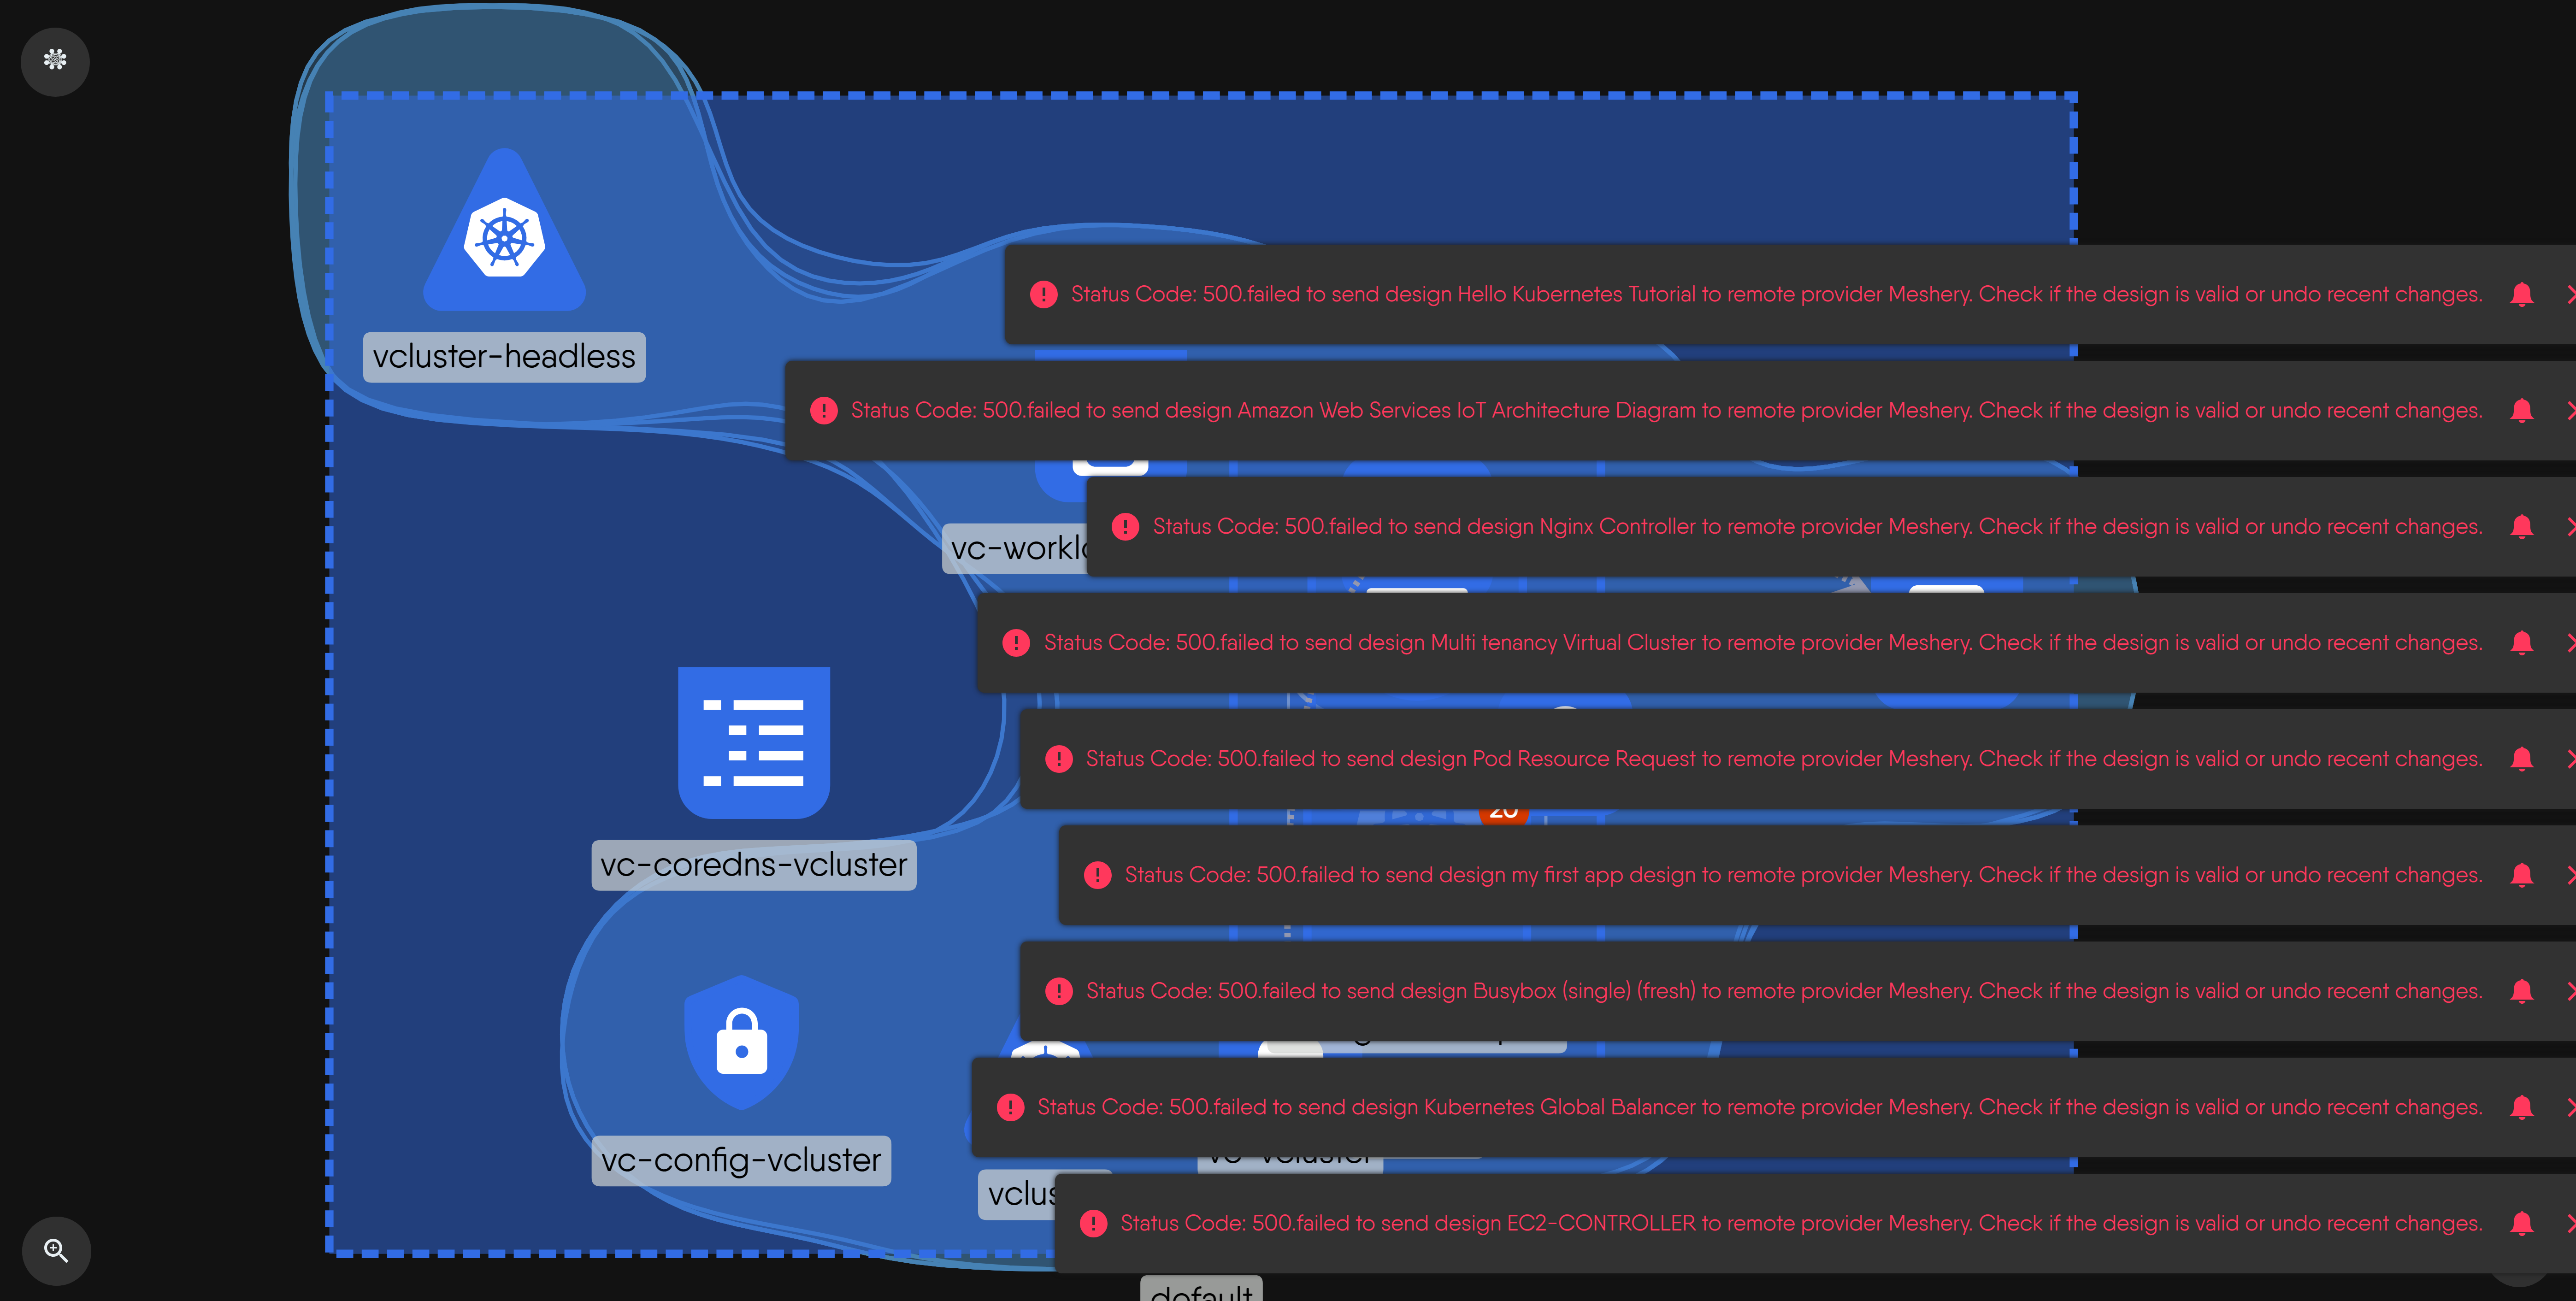 vcluster-headless
Status Code: 500.failed to send design Hello Kubernetes Tutorial to remote provider Meshery. Check if the design is valid or undo recent changes.
Status Code: 500.failed to send design Amazon Web Services IoT Architecture Diagram to remote provider Meshery. Check if the design is valid or undo recent changes.
Status Code: 500.failed to send design Nginx Controller to remote provider Meshery. Check if the design is valid or undo recent changes.
vc-worklo
Status Code: 500.failed to send design Multi tenancy Virtual Cluster to remote provider Meshery. Check if the design is valid or undo recent changes.
Status Code: 500.failed to send design Pod Resource Request to remote provider Meshery. Check if the design is valid or undo recent changes.
20
vc-coredns-vcluster
Status Code: 500.failed to send design my first app design to remote provider Meshery. Check if the design is valid or undo recent changes.
Status Code: 500.failed to send design Busybox (single) (fresh) to remote provider Meshery. Check if the design is valid or undo recent changes.
Status Code: 500.failed to send design Kubernetes Global Balancer to remote provider Meshery. Check if the design is valid or undo recent changes.
vc-config-vcluster
vc-vcluster
vclus
Status Code: 500.failed to send design EC2-CONTROLLER to remote provider Meshery. Check if the design is valid or undo recent changes.
default